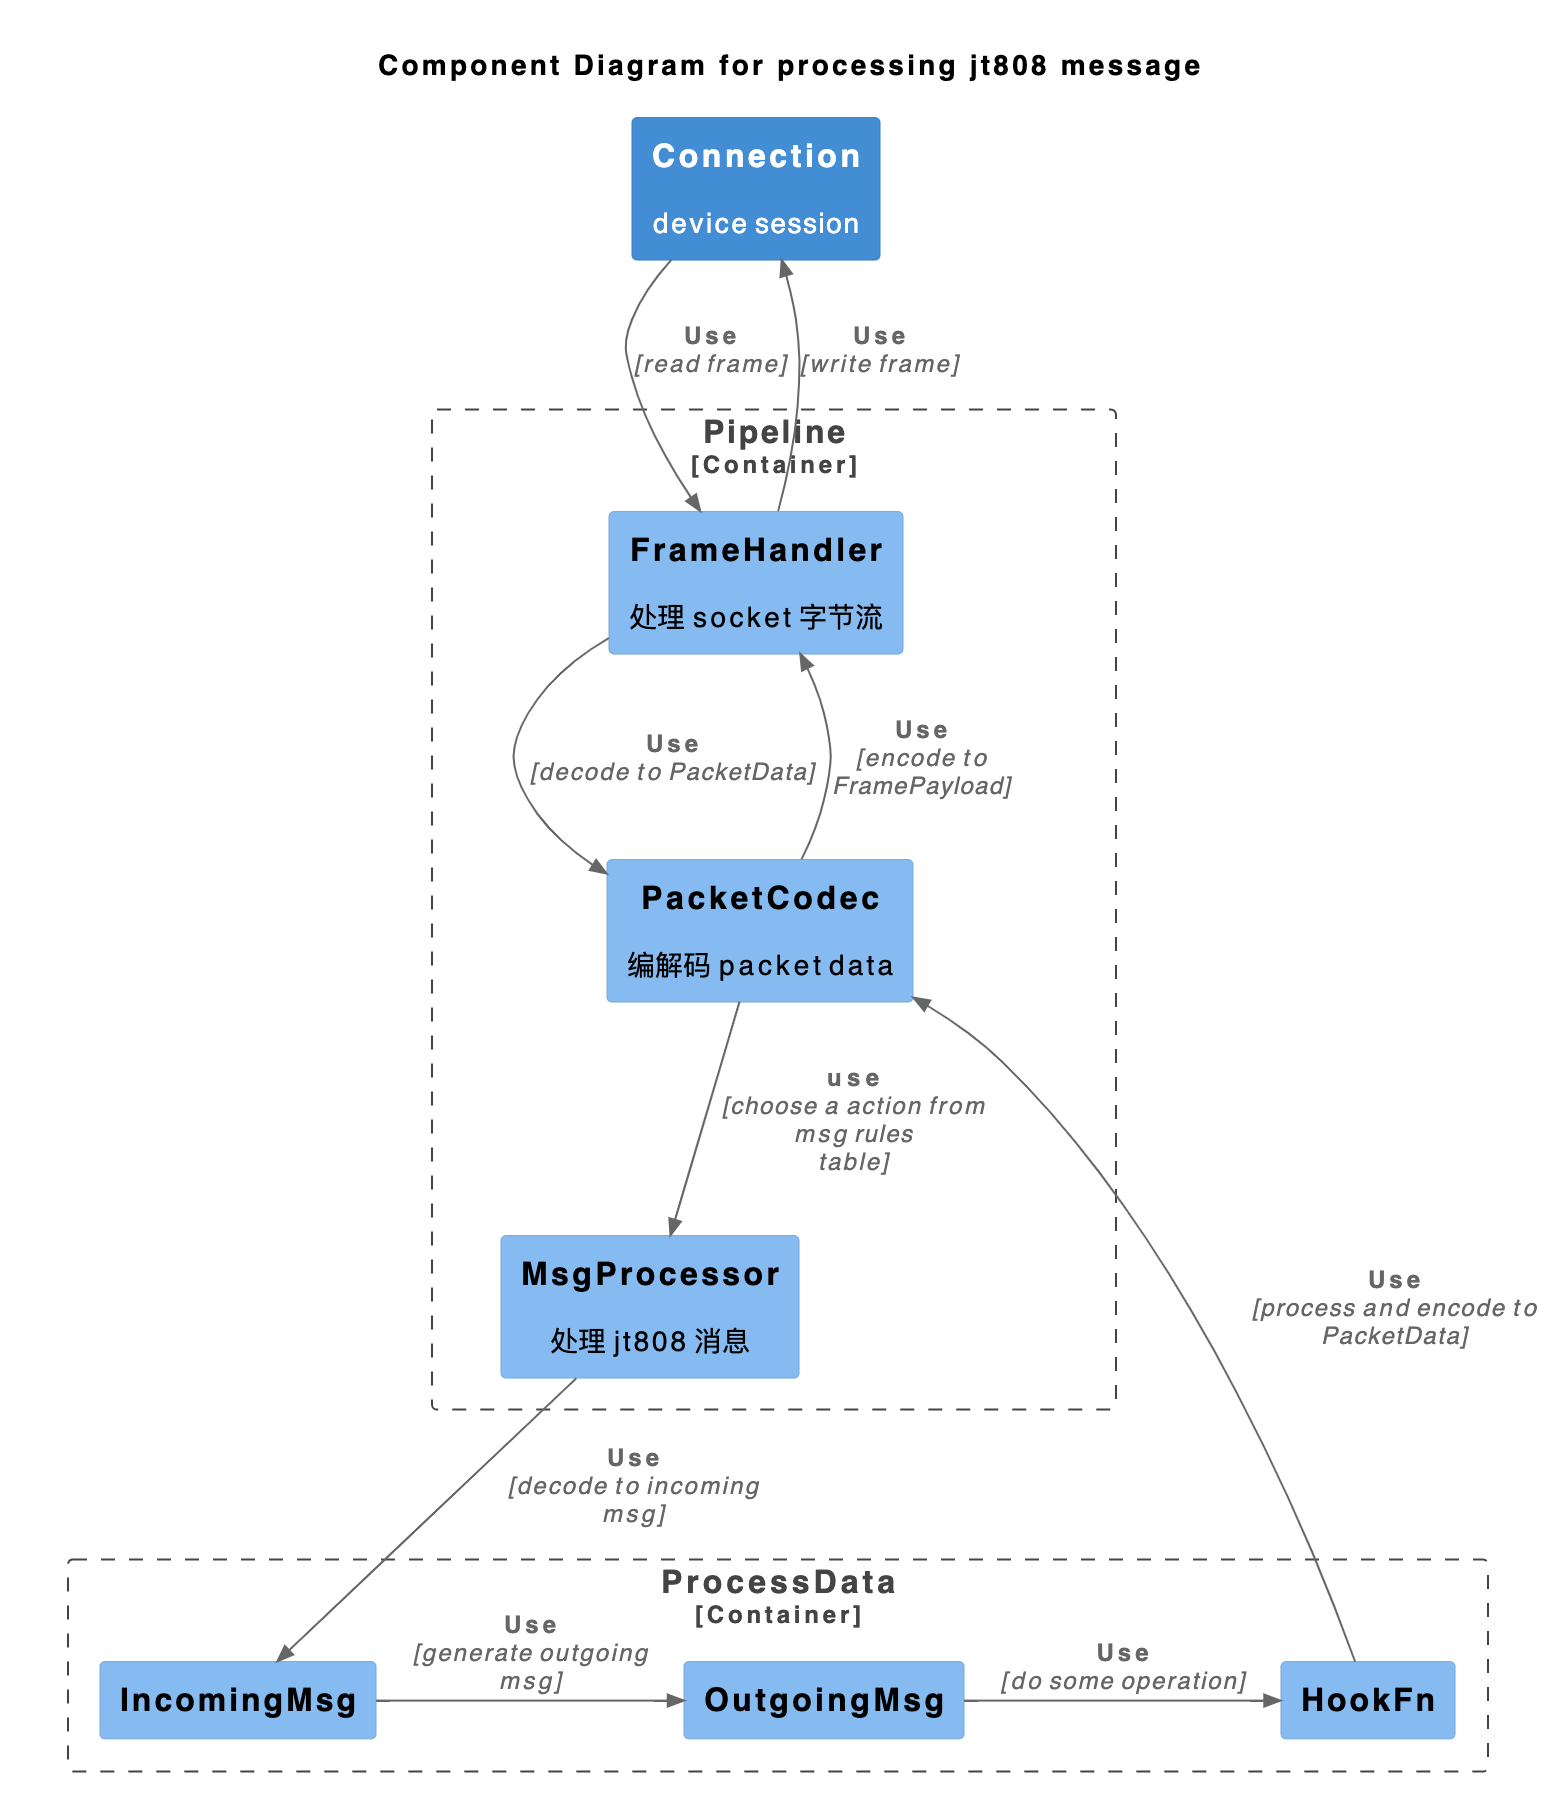 Component Diagram for processing jt808 message
Connection
device session
Use
[read frame]
Use
[write frame]
Pipeline
[Container]
FrameHandler
处理 socket 字节流
Use
[decode to PacketData]
Use
[encode to
FramePayload]
PacketCodec
编解码 packet data
use
[choose a action from
msg rules
table]
MsgProcessor
处理 jt808 消息
Use
[process and encode to
PacketData]
Use
[decode to incoming
msg]
ProcessData
[Container]
Use
[generate outgoing
msg]
Use
[do some operation]
IncomingMsg
OutgoingMsg
HookFn